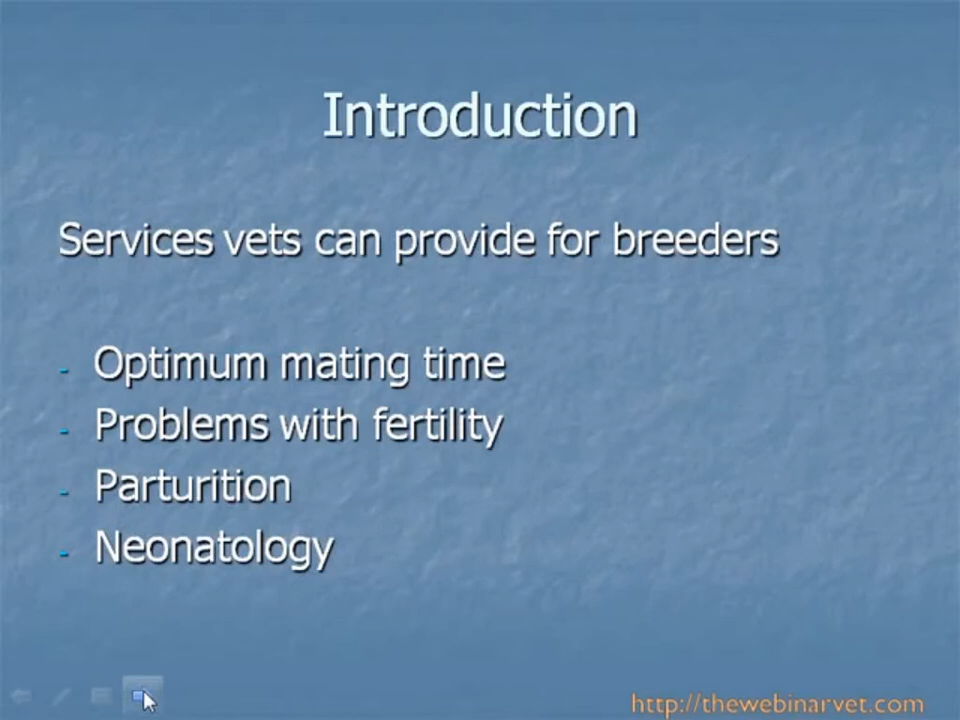 Introduction
Services vets can provide for breeders
- Optimum mating time
- Problems with fertility
- Parturition
- Neonatology
http://thewebinarvet.com